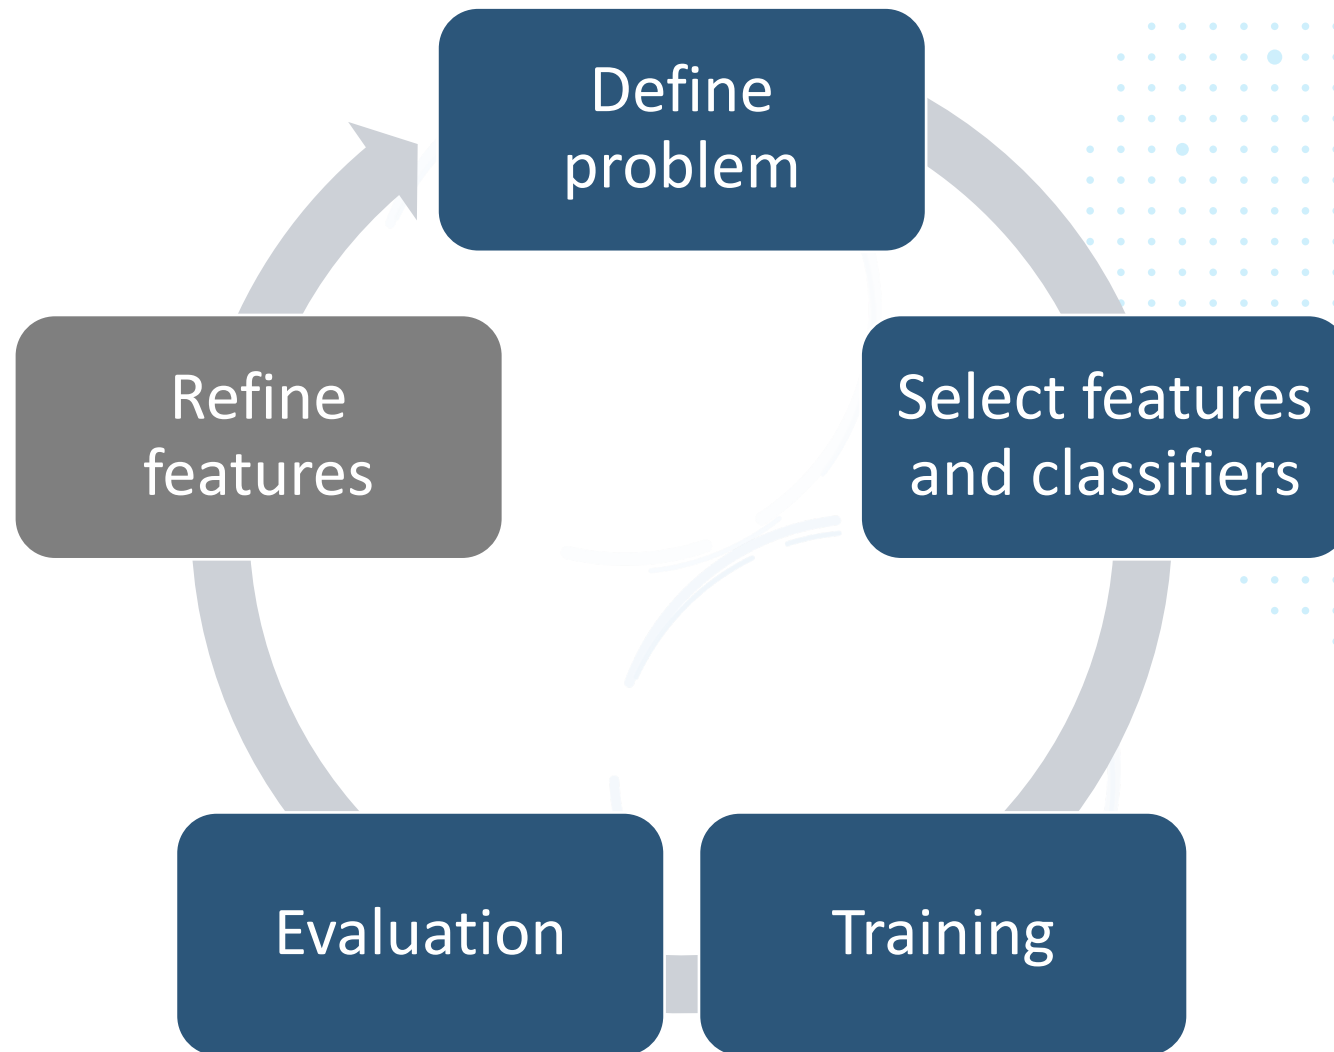 Define
problem
Select features
and classifiers
Training
Evaluation
Refine
features